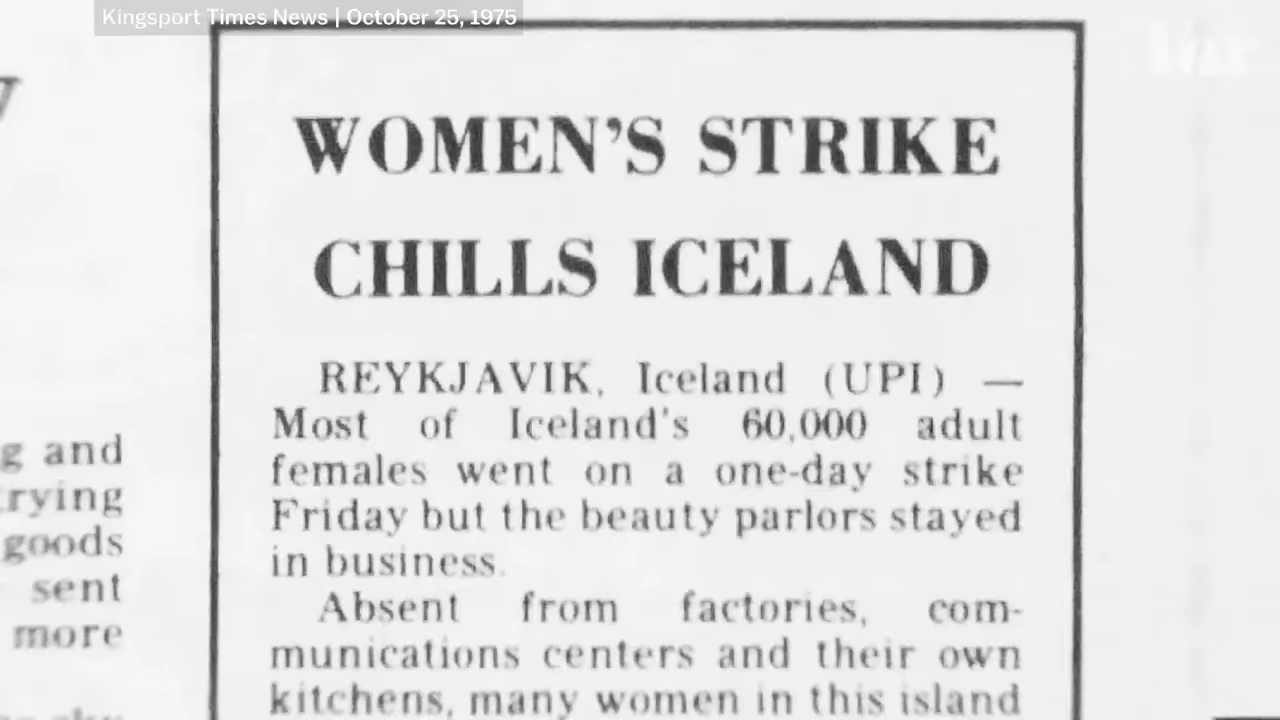 Kingsport Times News | October 25, 1975
Vox
WOMEN'S STRIKE
CHILLS ICELAND
REYKJAVIK, Iceland (UPI) —
Most of Iceland's 60,000 adult
females went on a one-day strike
Friday but the beauty parlors stayed
in business.
Absent from factories, com-
munications centers and their own
kitchens, many women in this island
g and
rying
goods
sent
more